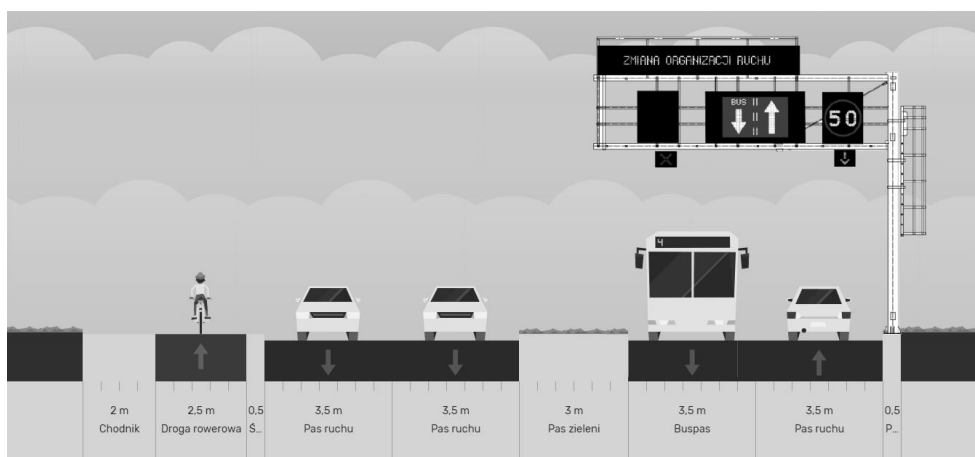 ZMIANA ORGANIZACJI RUCHU
BUS
50
4
2 m
Chodnik
2,5 m
Droga rowerowa
0,5
Ś...
3,5 m
Pas ruchu
3,5 m
Pas ruchu
3 m
Pas zieleni
3,5 m
Buspas
3,5 m
Pas ruchu
0,5
P...